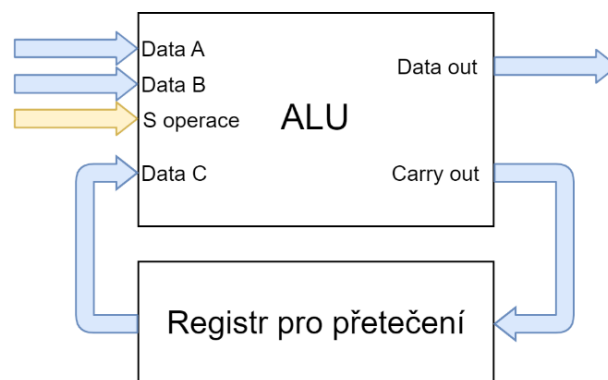 Data A
Data B
S operace
Data C
ALU
Data out
Carry out
Registr pro přetečení